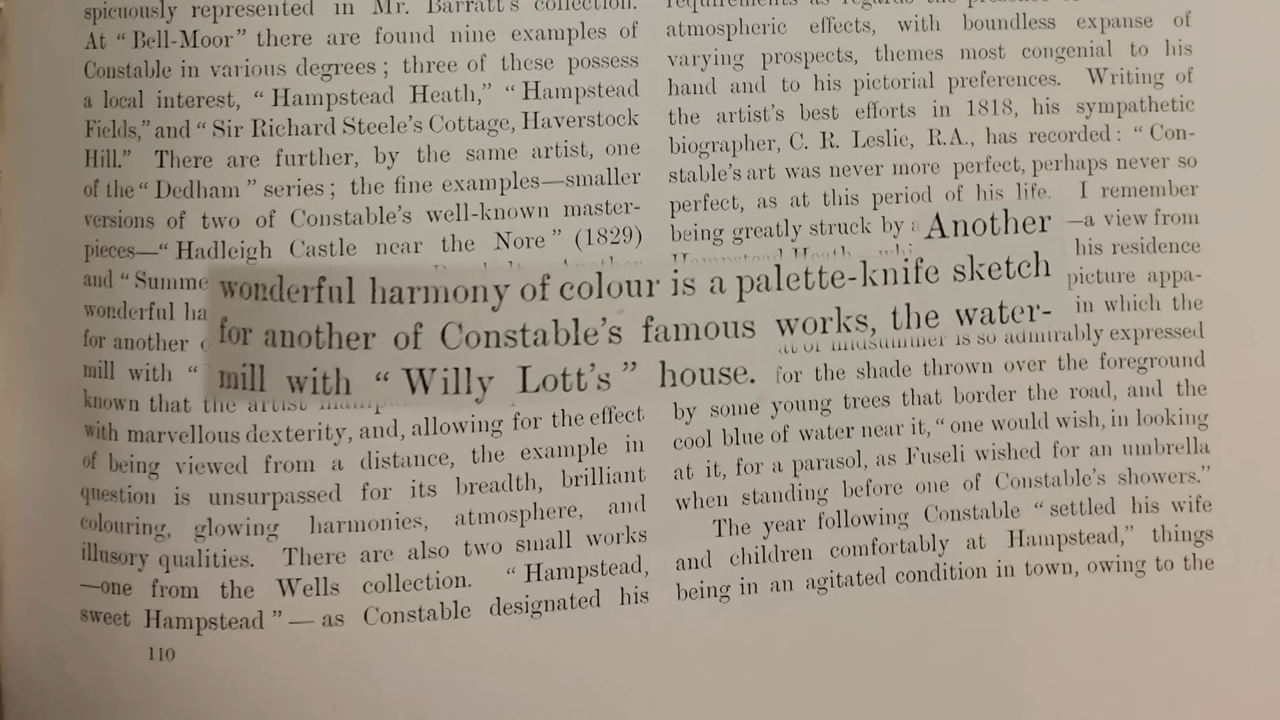 spicuously represented in Mr. Barratt's collection.
At “Bell-Moor” there are found nine examples of
Constable in various degrees; three of these possess
a local interest, “Hampstead Heath,” “Hampstead
Fields,” and “Sir Richard Steele's Cottage, Haverstock
Hill.” There are further, by the same artist, one
of the “Dedham” series; the fine examples—smaller
versions of two of Constable's well-known master-
pieces—“Hadleigh Castle near the Nore” (1829)
and “Summe
wonderful ha
for another
mill with “
known that the artist
with marvellous dexterity, and, allowing for the effect
of being viewed from a distance, the example in
question is unsurpassed for its breadth, brilliant
colouring, glowing harmonies, atmosphere, and
illusory qualities. There are also two small works
—one from the Wells collection. “Hampstead,
sweet Hampstead”—as Constable designated his
110
Another
wonderful harmony of colour is a palette-knife sketch
for another of Constable's famous works, the water-
mill with “Willy Lott's” house.
atmospheric effects, with boundless expanse of
varying prospects, themes most congenial to his
hand and to his pictorial preferences. Writing of
the artist's best efforts in 1818, his sympathetic
biographer, C. R. Leslie, R.A., has recorded: “Con-
stable's art was never more perfect, perhaps never so
perfect, as at this period of his life. I remember
being greatly struck by —a view from
Hampstead Heath his residence
picture appa-
in which the
midsummer is so admirably expressed
for the shade thrown over the foreground
by some young trees that border the road, and the
cool blue of water near it, “one would wish, in looking
at it, for a parasol, as Fuseli wished for an umbrella
when standing before one of Constable's showers.”
The year following Constable “settled his wife
and children comfortably at Hampstead,” things
being in an agitated condition in town, owing to the